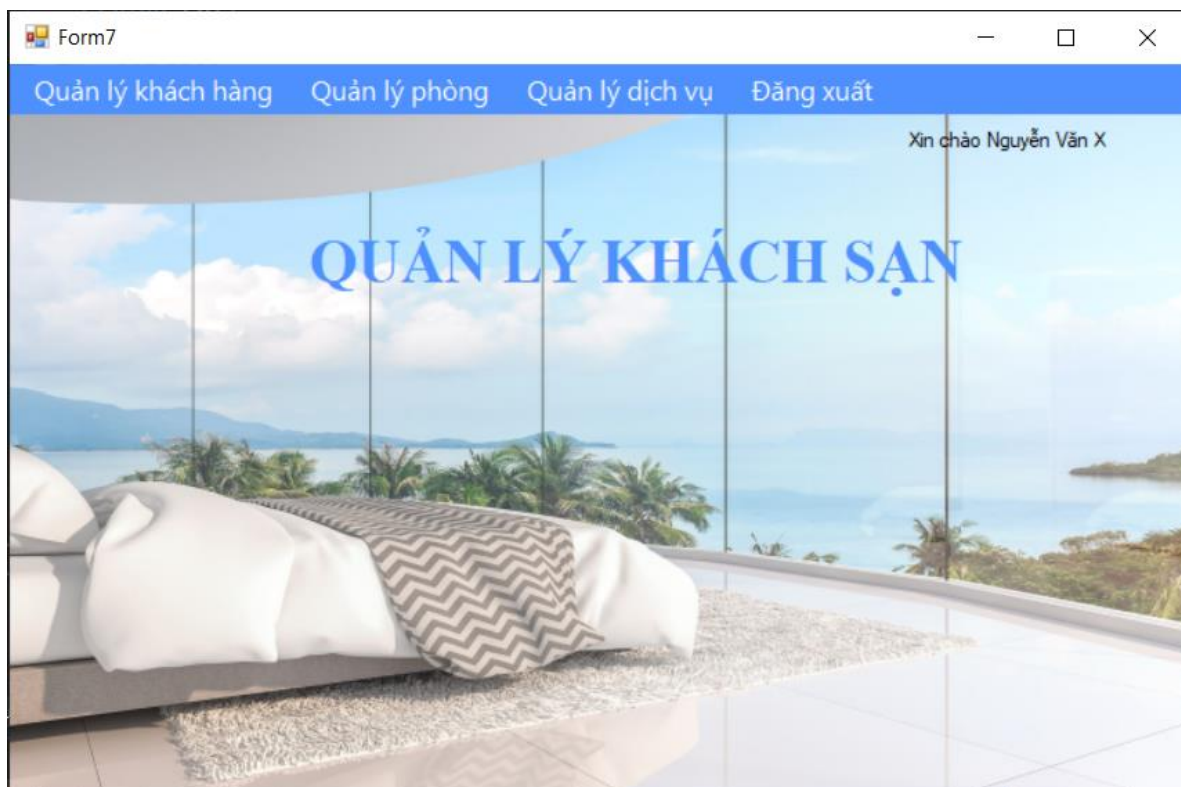 Form7
Quản lý khách hàng Quản lý phòng Quản lý dịch vụ Đăng xuất
Xin chào Nguyễn Văn X
QUẢN LÝ KHÁCH SẠN